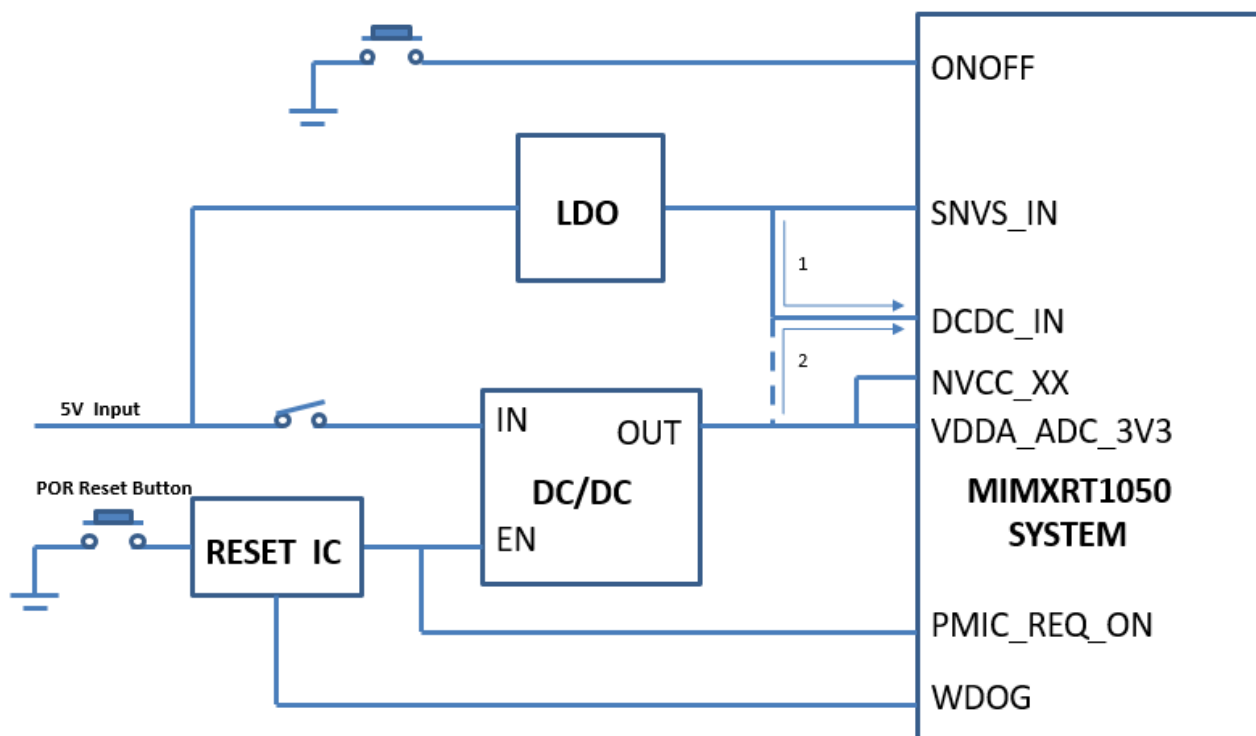 ONOFF
LDO
SNVS_IN
1
DCDC_IN
2
NVCC_XX
5V Input
IN
OUT
VDDA_ADC_3V3
DC/DC
MIMXRT1050
SYSTEM
POR Reset Button
RESET IC
EN
PMIC_REQ_ON
WDOG